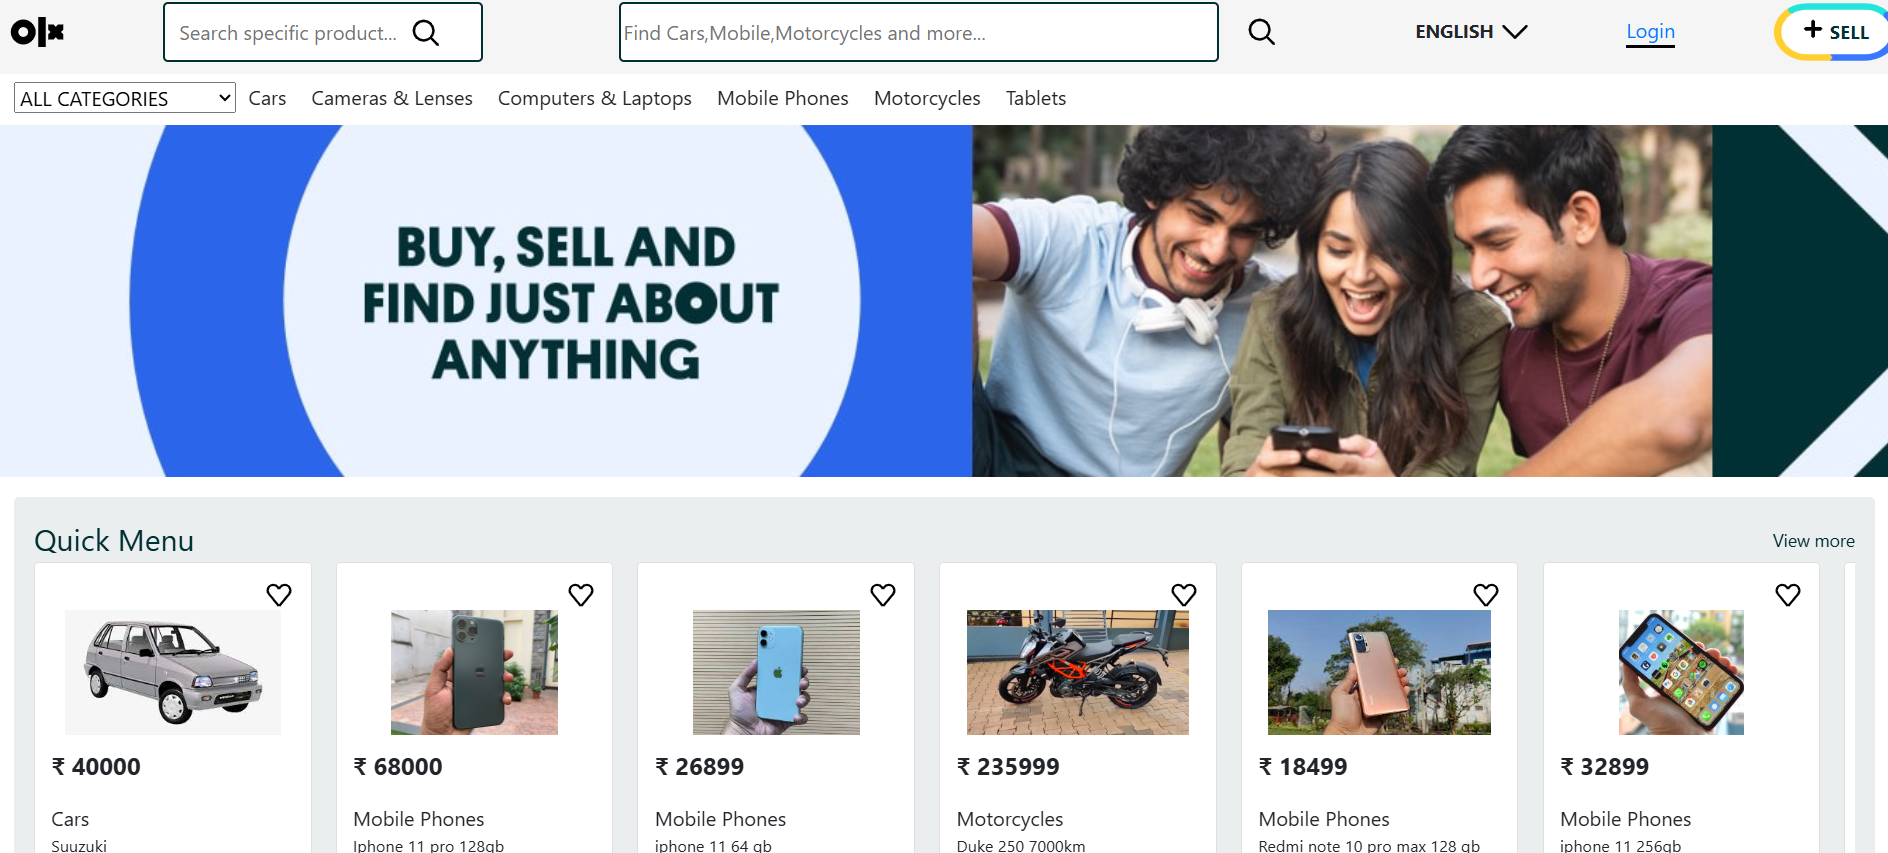 olx
Search specific product...
Find Cars,Mobile,Motorcycles and more...
ENGLISH
Login
+ SELL
ALL CATEGORIES
Cars
Cameras & Lenses
Computers & Laptops
Mobile Phones
Motorcycles
Tablets
BUY, SELL AND
FIND JUST ABOUT
ANYTHING
Quick Menu
View more
₹ 40000
Cars
Suuzuki
₹ 68000
Mobile Phones
Iphone 11 pro 128gb
₹ 26899
Mobile Phones
iphone 11 64 gb
₹ 235999
Motorcycles
Duke 250 7000km
₹ 18499
Mobile Phones
Redmi note 10 pro max 128 gb
₹ 32899
Mobile Phones
iphone 11 256gb